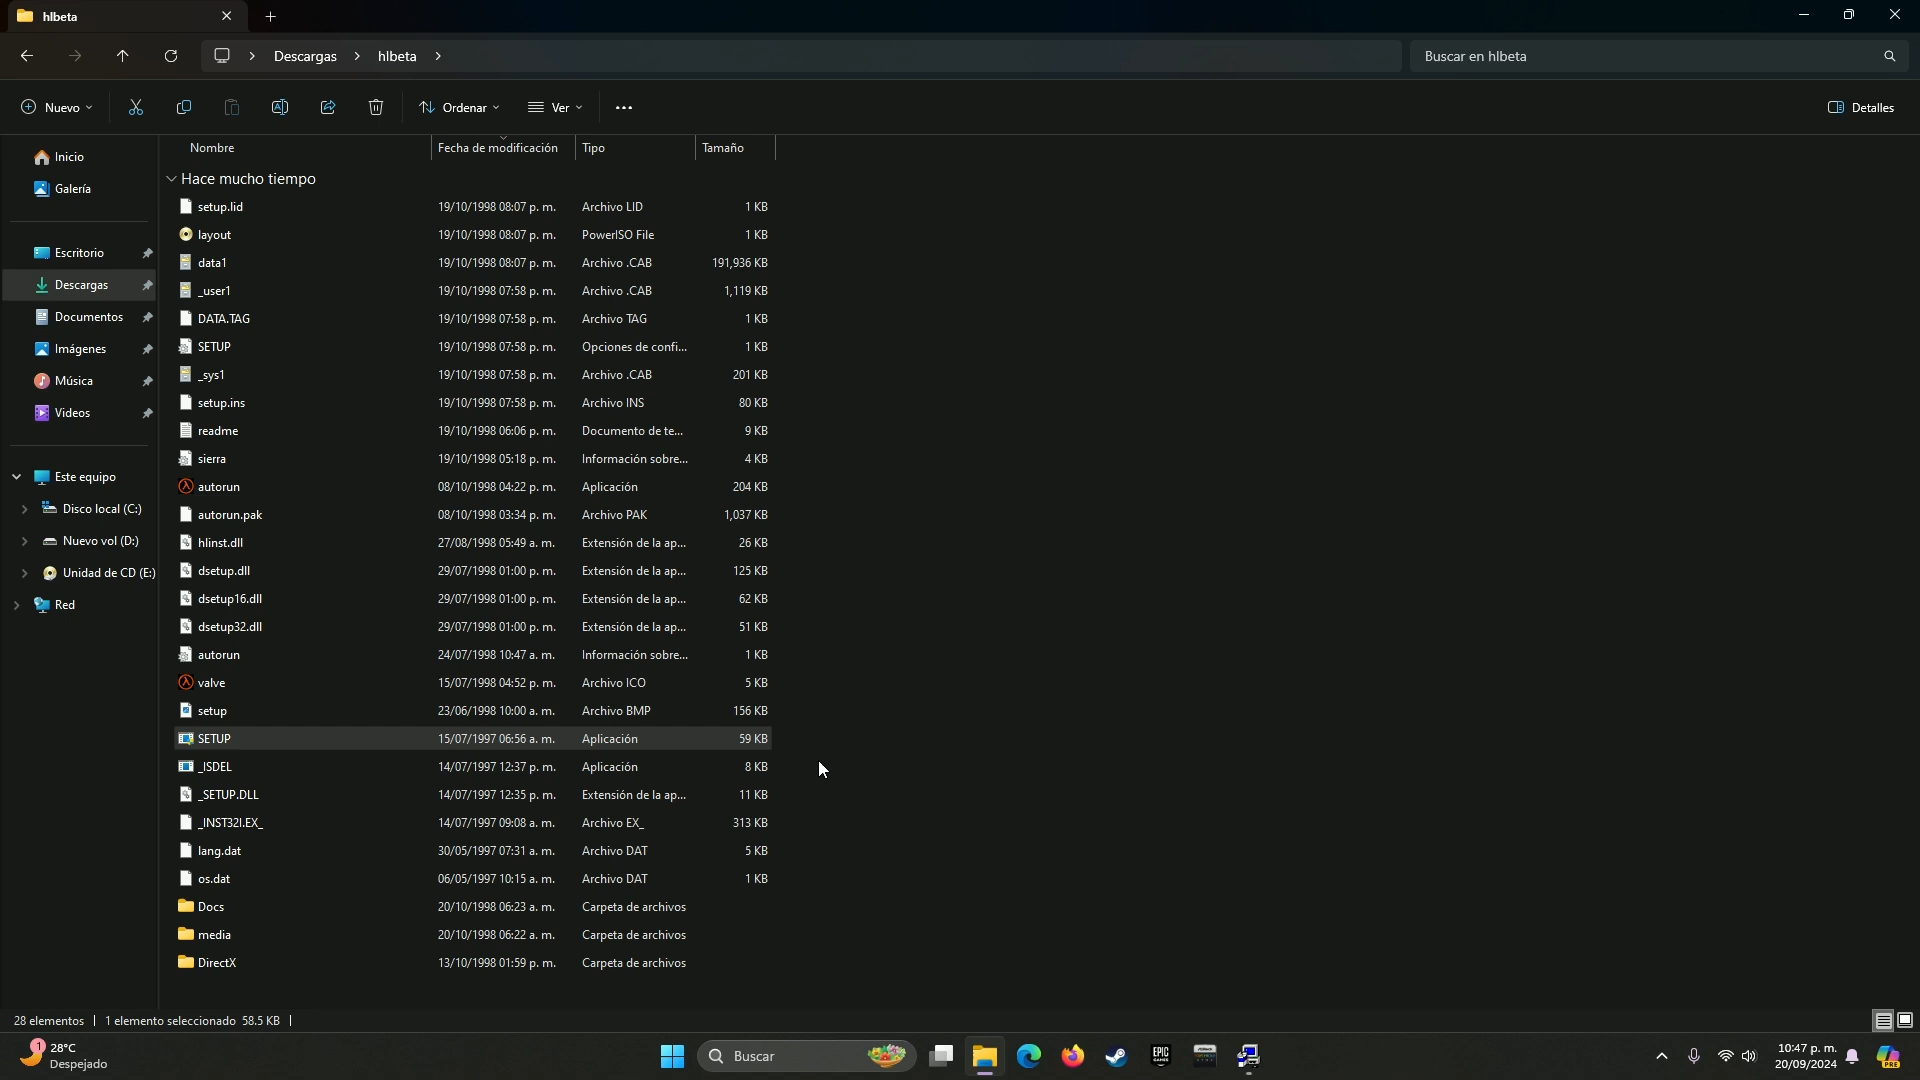 hlbeta
Descargas hlbeta
Buscar en hlbeta
Nuevo Ordenar Ver Detalles
Nombre Fecha de modificación Tipo Tamaño
Inicio
Galería
Escritorio
Descargas
Documentos
Imágenes
Música
Videos
Este equipo
Disco local (C:)
Nuevo vol (D:)
Unidad de CD (E:)
Red
Hace mucho tiempo
setup.lid 19/10/1998 08:07 p. m. Archivo LID 1 KB
layout 19/10/1998 08:07 p. m. PowerISO File 1 KB
data1 19/10/1998 08:07 p. m. Archivo .CAB 191,936 KB
_user1 19/10/1998 07:58 p. m. Archivo .CAB 1,119 KB
DATA.TAG 19/10/1998 07:58 p. m. Archivo TAG 1 KB
SETUP 19/10/1998 07:58 p. m. Opciones de confi... 1 KB
_sys1 19/10/1998 07:58 p. m. Archivo .CAB 201 KB
setup.ins 19/10/1998 07:58 p. m. Archivo INS 80 KB
readme 19/10/1998 06:06 p. m. Documento de te... 9 KB
sierra 19/10/1998 05:18 p. m. Información sobre... 4 KB
autorun 08/10/1998 04:22 p. m. Aplicación 204 KB
autorun.pak 08/10/1998 03:34 p. m. Archivo PAK 1,037 KB
hlinst.dll 27/08/1998 05:49 a. m. Extensión de la ap... 26 KB
dsetup.dll 29/07/1998 01:00 p. m. Extensión de la ap... 125 KB
dsetup16.dll 29/07/1998 01:00 p. m. Extensión de la ap... 62 KB
dsetup32.dll 29/07/1998 01:00 p. m. Extensión de la ap... 51 KB
autorun 24/07/1998 10:47 a. m. Información sobre... 1 KB
valve 15/07/1998 04:52 p. m. Archivo ICO 5 KB
setup 23/06/1998 10:00 a. m. Archivo BMP 156 KB
SETUP 15/07/1997 06:56 a. m. Aplicación 59 KB
_ISDEL 14/07/1997 12:37 p. m. Aplicación 8 KB
_SETUP.DLL 14/07/1997 12:35 p. m. Extensión de la ap... 11 KB
_INST32I.EX_ 14/07/1997 09:08 a. m. Archivo EX_ 313 KB
lang.dat 30/05/1997 07:31 a. m. Archivo DAT 5 KB
os.dat 06/05/1997 10:15 a. m. Archivo DAT 1 KB
Docs 20/10/1998 06:23 a. m. Carpeta de archivos
media 20/10/1998 06:22 a. m. Carpeta de archivos
DirectX 13/10/1998 01:59 p. m. Carpeta de archivos
28 elementos 1 elemento seleccionado 58.5 KB
1
28°C
Despejado
Buscar
EPIC
GAMES
10:47 p. m.
20/09/2024
PRE